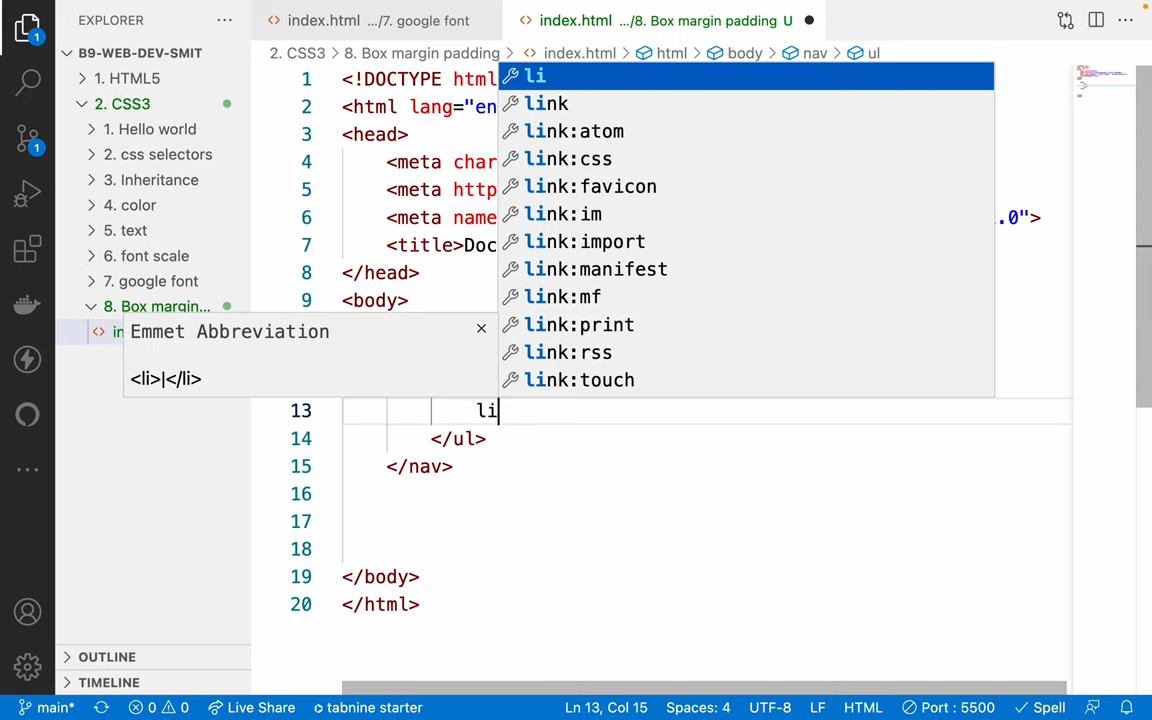 EXPLORER
B9-WEB-DEV-SMIT
1. HTML5
2. CSS3
1. Hello world
2. css selectors
3. Inheritance
4. color
5. text
6. font scale
7. google font
8. Box margin...
in
OUTLINE
TIMELINE
1
1
index.html .../7. google font
index.html .../8. Box margin padding U
2. CSS3 > 8. Box margin padding > index.html > html > body > nav > ul
1 <!DOCTYPE html
2 <html lang="en
3 <head>
4 <meta char
5 <meta http
6 <meta name .0">
7 <title>Doc
8 </head>
9 <body>
13 li
14 </ul>
15 </nav>
16
17
18
19 </body>
20 </html>
li
link
link:atom
link:css
link:favicon
link:im
link:import
link:manifest
link:mf
link:print
link:rss
link:touch
Emmet Abbreviation
<li>|</li>
main* 0 0 Live Share tabnine starter Ln 13, Col 15 Spaces: 4 UTF-8 LF HTML Port : 5500 Spell